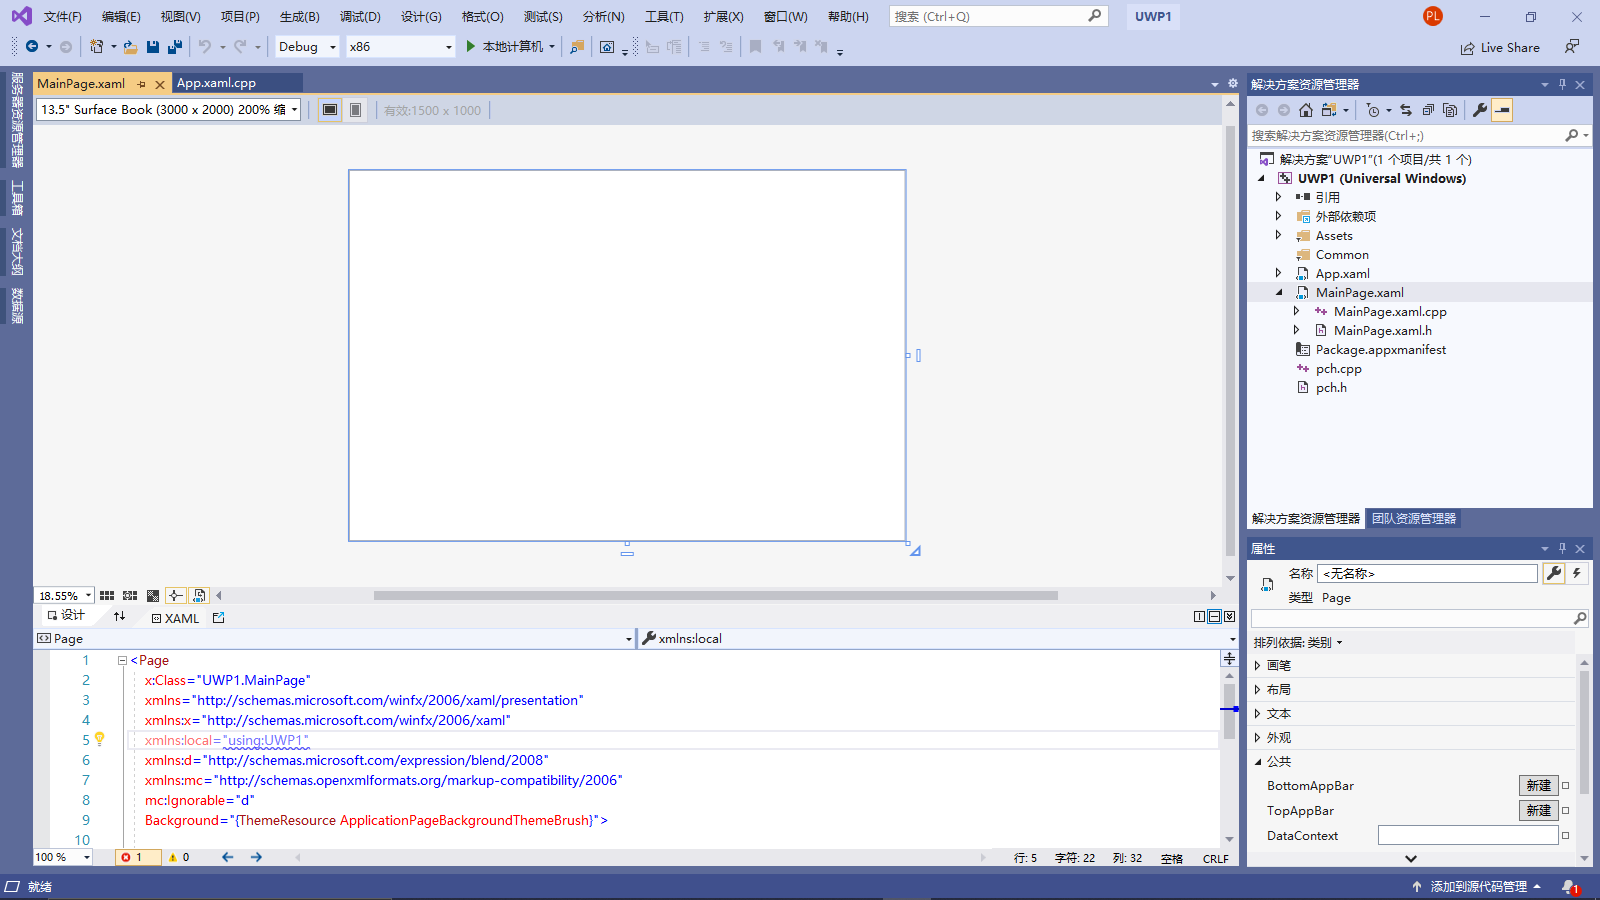 文件(F) 编辑(E) 视图(V) 项目(P) 生成(B) 调试(D) 设计(G) 格式(O) 测试(S) 分析(N) 工具(T) 扩展(X) 窗口(W) 帮助(H) 搜索 (Ctrl+Q) UWP1 PL
Debug x86 本地计算机 Live Share
服务器资源管理器
工具箱
文档大纲
数据源
MainPage.xaml App.xaml.cpp
13.5" Surface Book (3000 x 2000) 200% 缩 有效:1500 x 1000
18.55%
设计 XAML
Page xmlns:local
1 <Page
2 x:Class="UWP1.MainPage"
3 xmlns="http://schemas.microsoft.com/winfx/2006/xaml/presentation"
4 xmlns:x="http://schemas.microsoft.com/winfx/2006/xaml"
5 xmlns:local="using:UWP1"
6 xmlns:d="http://schemas.microsoft.com/expression/blend/2008"
7 xmlns:mc="http://schemas.openxmlformats.org/markup-compatibility/2006"
8 mc:Ignorable="d"
9 Background="{ThemeResource ApplicationPageBackgroundThemeBrush}">
10
100 % 1 0 行: 5 字符: 22 列: 32 空格 CRLF
解决方案资源管理器
搜索解决方案资源管理器(Ctrl+;)
解决方案"UWP1"(1 个项目/共 1 个)
UWP1 (Universal Windows)
引用
外部依赖项
Assets
Common
App.xaml
MainPage.xaml
MainPage.xaml.cpp
MainPage.xaml.h
Package.appxmanifest
pch.cpp
pch.h
解决方案资源管理器 团队资源管理器
属性
名称 <无名称>
类型 Page
排列依据: 类别
画笔
布局
文本
外观
公共
BottomAppBar 新建
TopAppBar 新建
DataContext
就绪 添加到源代码管理 1